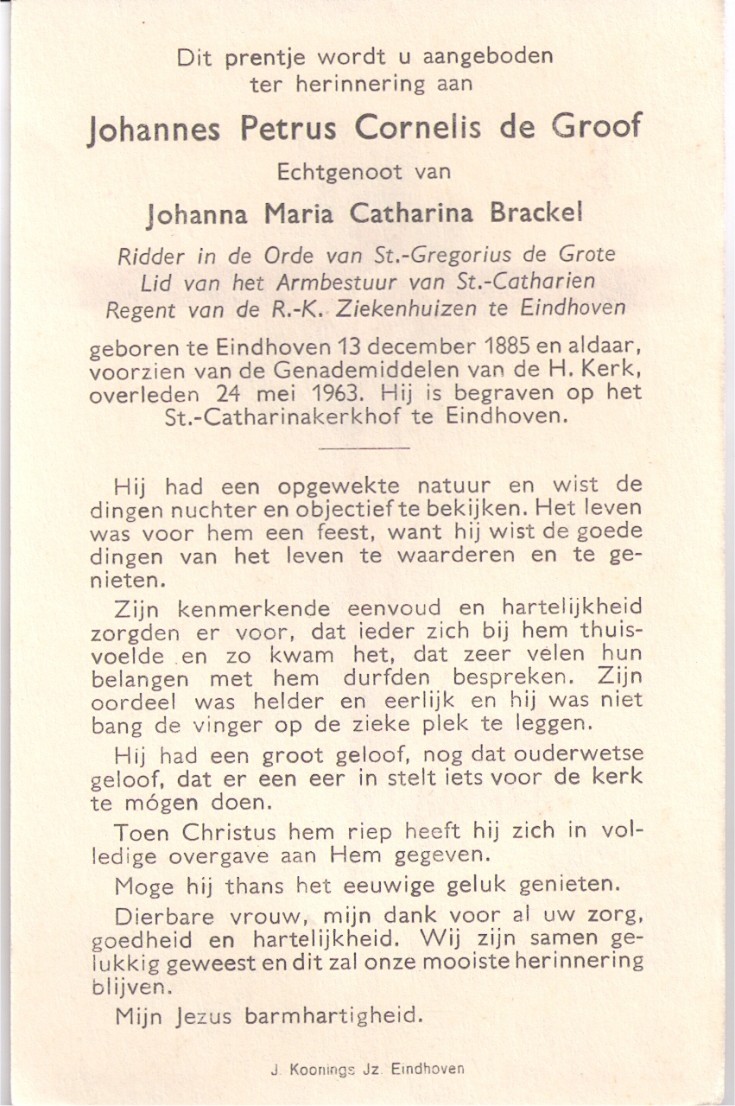 Dit prentje wordt u aangeboden
ter herinnering aan
Johannes Petrus Cornelis de Groof
Echtgenoot van
Johanna Maria Catharina Brackel
Ridder in de Orde van St.-Gregorius de Grote
Lid van het Armbestuur van St.-Catharien
Regent van de R.-K. Ziekenhuizen te Eindhoven
geboren te Eindhoven 13 december 1885 en aldaar,
voorzien van de Genademiddelen van de H. Kerk,
overleden 24 mei 1963. Hij is begraven op het
St.-Catharinakerkhof te Eindhoven.
Hij had een opgewekte natuur en wist de
dingen nuchter en objectief te bekijken. Het leven
was voor hem een feest, want hij wist de goede
dingen van het leven te waarderen en te ge-
nieten.
Zijn kenmerkende eenvoud en hartelijkheid
zorgden er voor, dat ieder zich bij hem thuis-
voelde en zo kwam het, dat zeer velen hun
belangen met hem durfden bespreken. Zijn
oordeel was helder en eerlijk en hij was niet
bang de vinger op de zieke plek te leggen.
Hij had een groot geloof, nog dat ouderwetse
geloof, dat er een eer in stelt iets voor de kerk
te mógen doen.
Toen Christus hem riep heeft hij zich in vol-
ledige overgave aan Hem gegeven.
Moge hij thans het eeuwige geluk genieten.
Dierbare vrouw, mijn dank voor al uw zorg,
goedheid en hartelijkheid. Wij zijn samen ge-
lukkig geweest en dit zal onze mooiste herinnering
blijven.
Mijn Jezus barmhartigheid.
J. Koonings Jz. Eindhoven